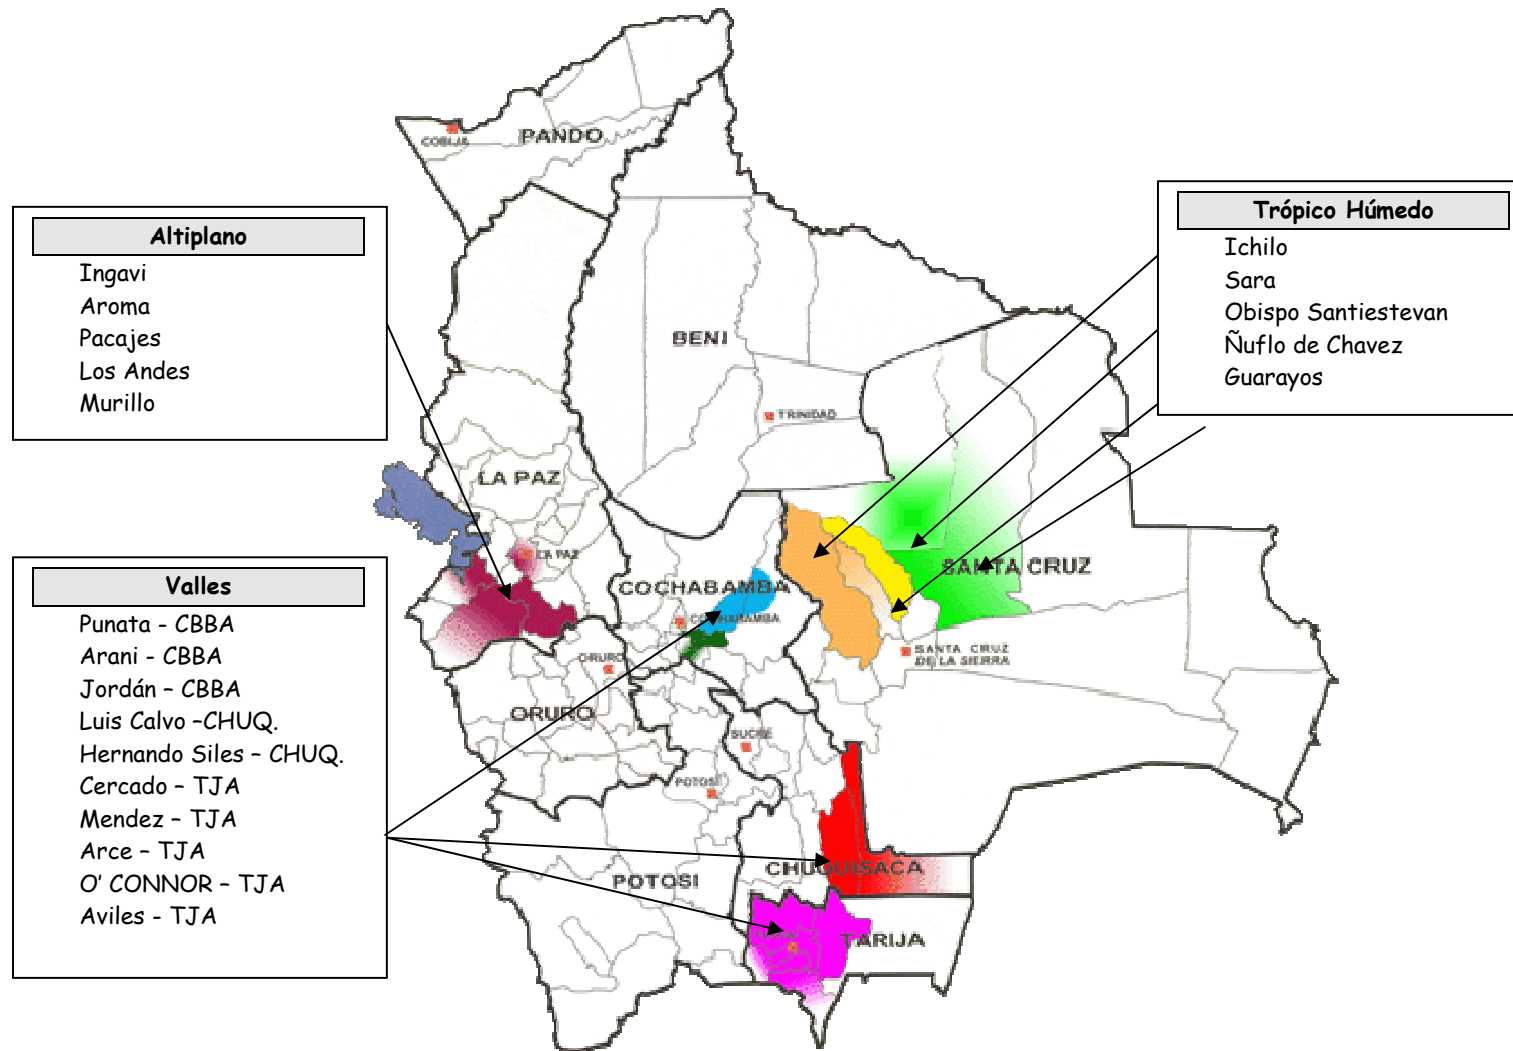 Altiplano
Ingavi
Aroma
Pacajes
Los Andes
Murillo
Valles
Punata - CBBA
Arani - CBBA
Jordán – CBBA
Luis Calvo –CHUQ.
Hernando Siles – CHUQ.
Cercado – TJA
Mendez – TJA
Arce – TJA
O' CONNOR – TJA
Aviles - TJA
Trópico Húmedo
Ichilo
Sara
Obispo Santiestevan
Ñuflo de Chavez
Guarayos
COBIJA
PANDO
BENI
TRINIDAD
LA PAZ
LA PAZ
COCHABAMBA
COCHABAMBA
SANTA CRUZ
SANTA CRUZ
DE LA SIERRA
ORURO
ORURO
SUCRE
POTOSI
POTOSI
CHUQUISACA
TARIJA